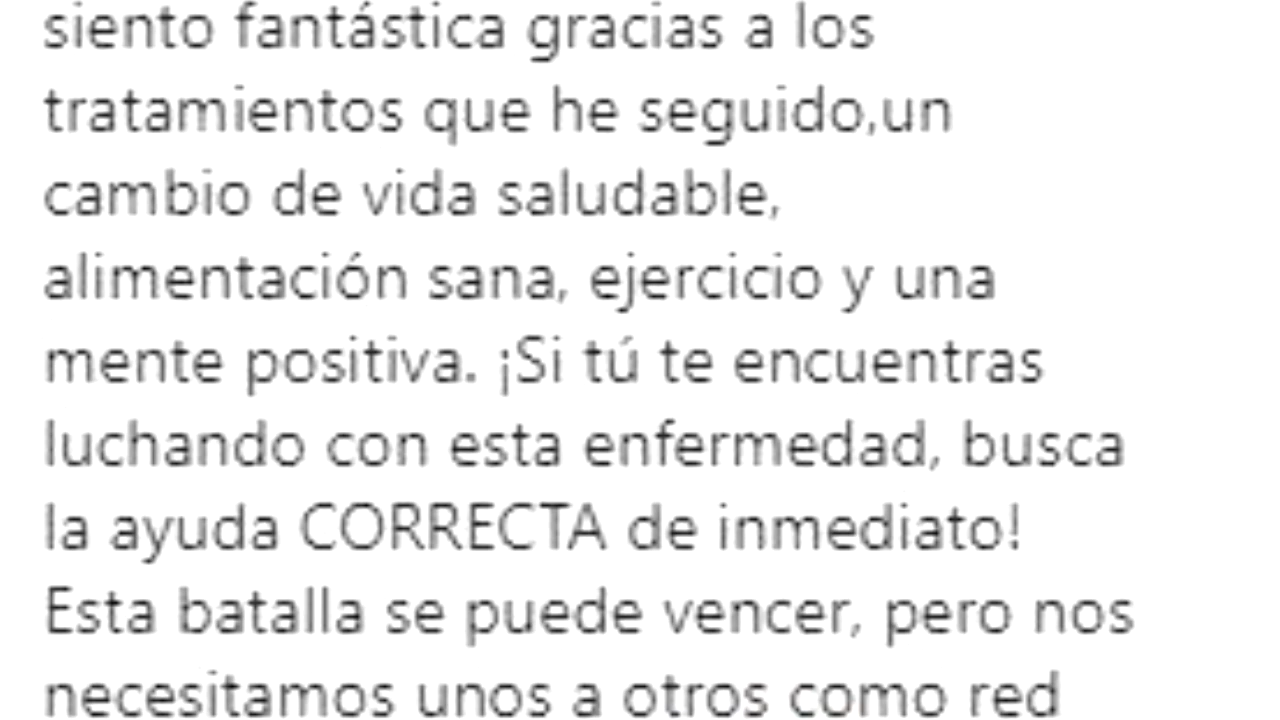 siento fantástica gracias a los
tratamientos que he seguido,un
cambio de vida saludable,
alimentación sana, ejercicio y una
mente positiva. ¡Si tú te encuentras
luchando con esta enfermedad, busca
la ayuda CORRECTA de inmediato!
Esta batalla se puede vencer, pero nos
necesitamos unos a otros como red